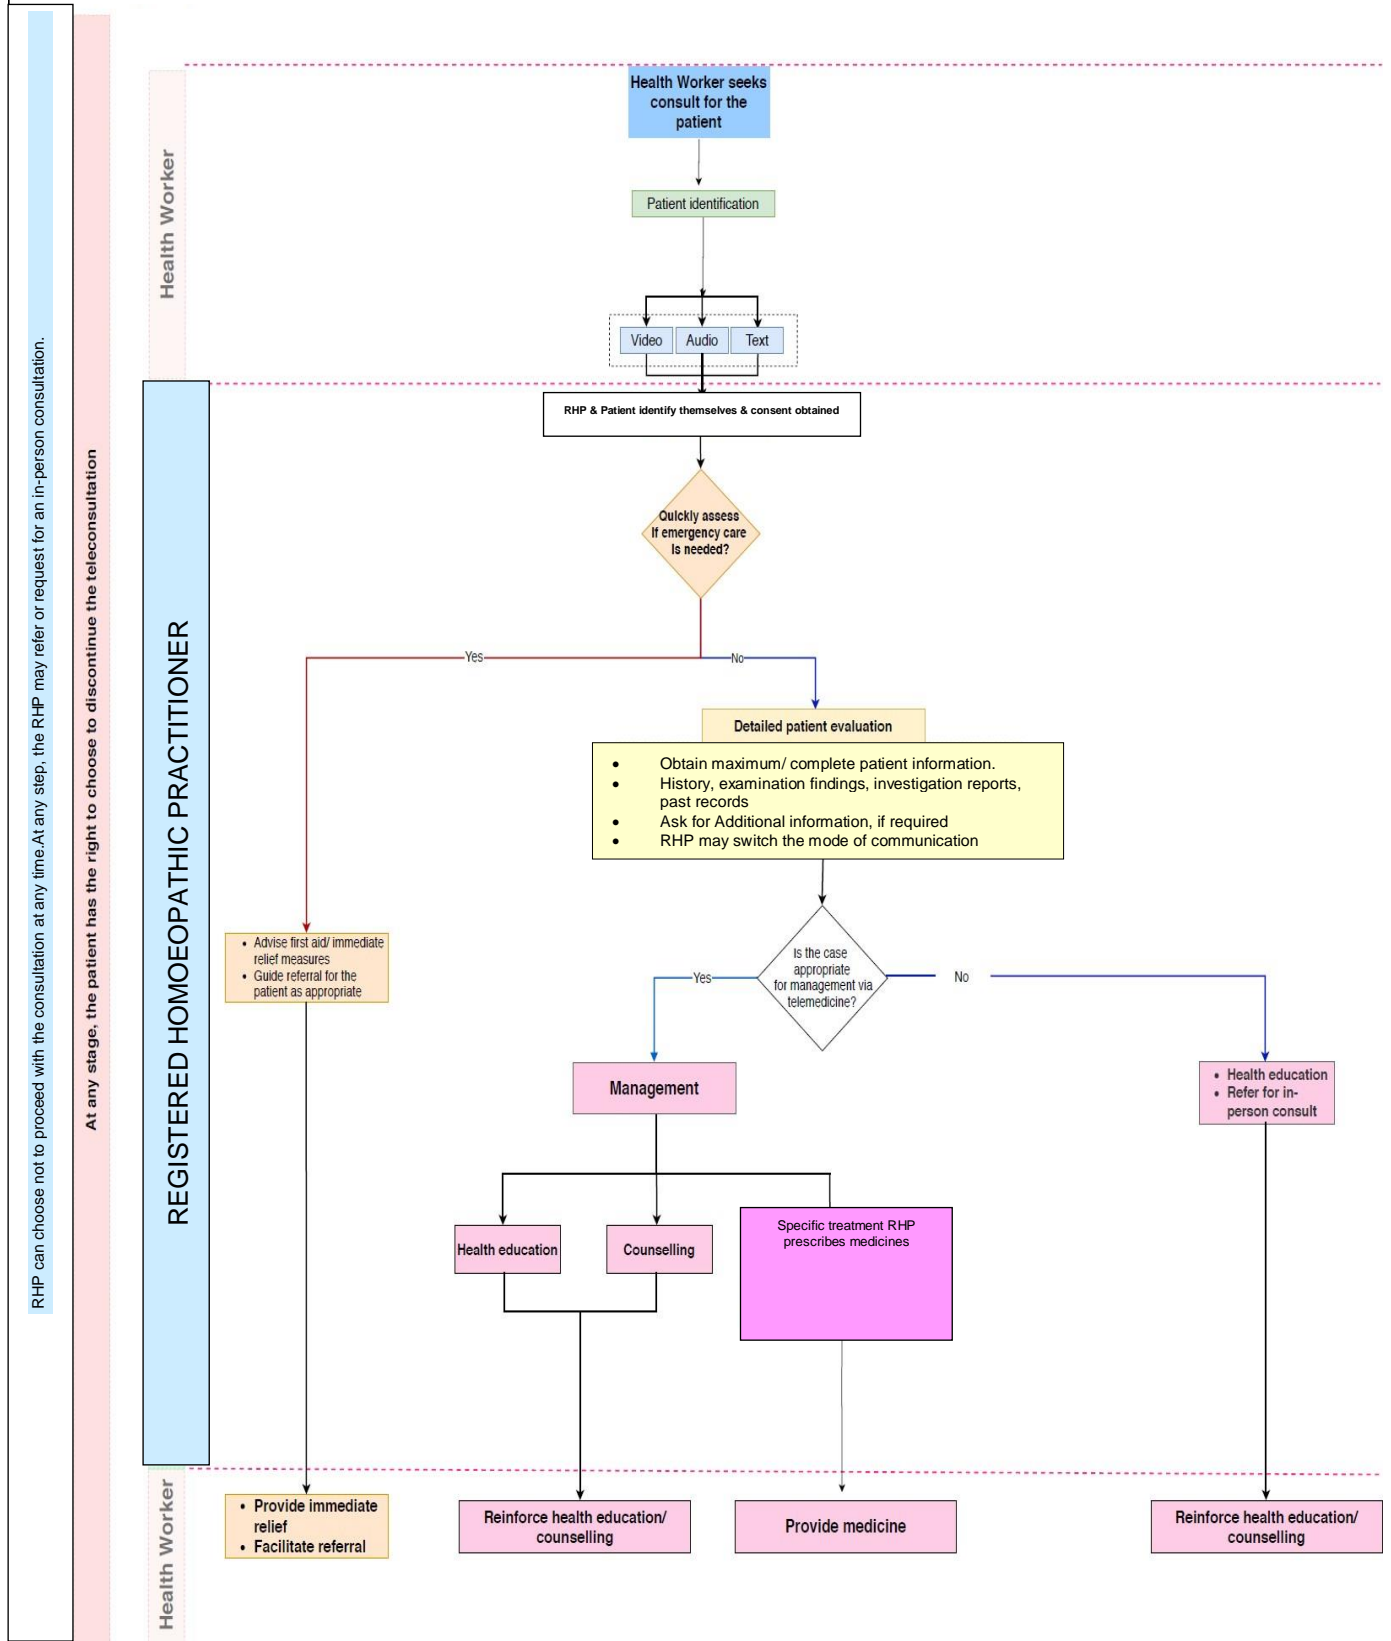 RHP can choose not to proceed with the consultation at any time.At any step, the RHP may refer or request for an in-person consultation.
At any stage, the patient has the right to choose to discontinue the teleconsultation
Health Worker
Health Worker seeks
consult for the
patient
Patient identification
Video
Audio
Text
REGISTERED HOMOEOPATHIC PRACTITIONER
RHP & Patient identify themselves & consent obtained
Quickly assess
If emergency care
Is needed?
Yes
No
Detailed patient evaluation
• Obtain maximum/ complete patient information.
• History, examination findings, investigation reports,
past records
• Ask for Additional information, if required
• RHP may switch the mode of communication
• Advise first aid/ immediate
relief measures
• Guide referral for the
patient as appropriate
Is the case
appropriate
for management via
telemedicine?
Yes
No
Management
• Health education
• Refer for in-
person consult
Health education
Counselling
Specific treatment RHP
prescribes medicines
Health Worker
• Provide immediate
relief
• Facilitate referral
Reinforce health education/
counselling
Provide medicine
Reinforce health education/
counselling